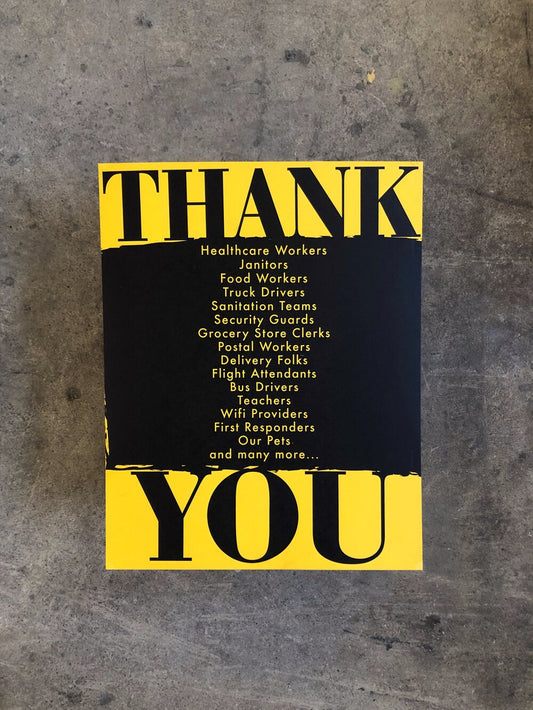 THANK
Healthcare Workers
Janitors
Food Workers
Truck Drivers
Sanitation Teams
Security Guards
Grocery Store Clerks
Postal Workers
Delivery Folks
Flight Attendants
Bus Drivers
Teachers
Wifi Providers
First Responders
Our Pets
and many more...
YOU